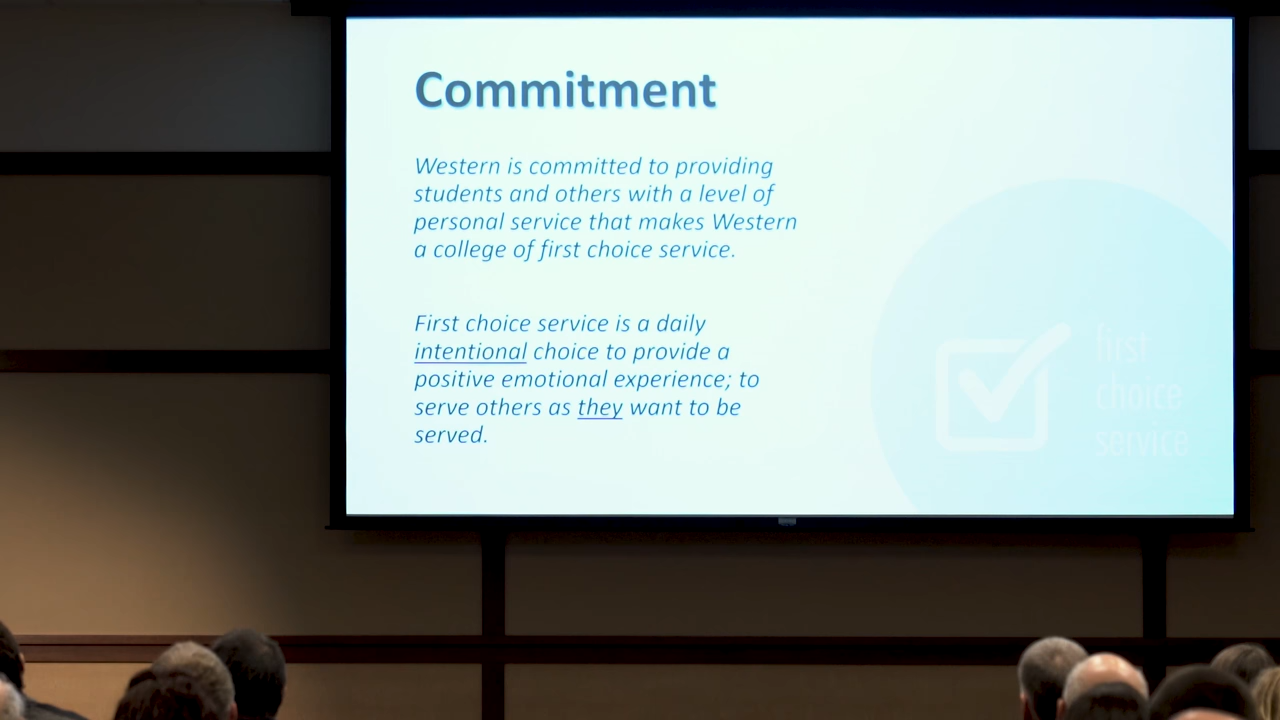 Commitment
Western is committed to providing
students and others with a level of
personal service that makes Western
a college of first choice service.
First choice service is a daily
intentional choice to provide a
positive emotional experience; to
serve others as they want to be
served.
first
choice
service